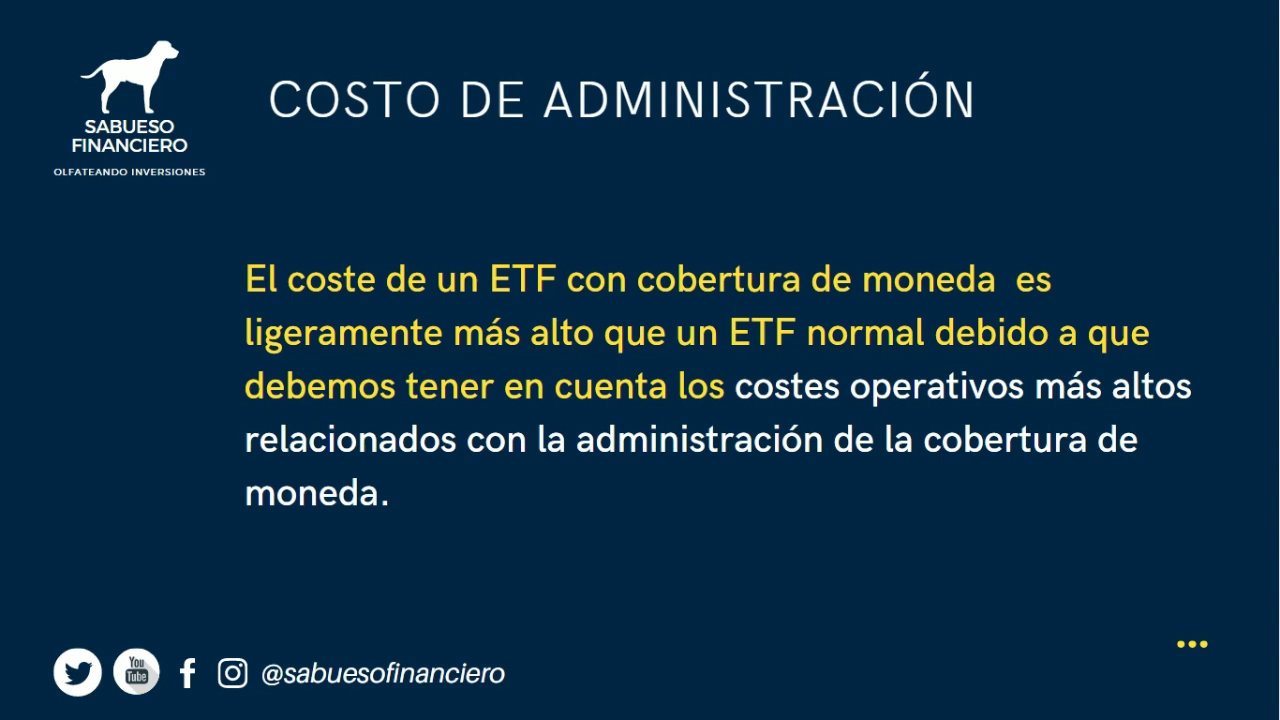 SABUESO
FINANCIERO
OLFATEANDO INVERSIONES
COSTO DE ADMINISTRACIÓN
El coste de un ETF con cobertura de moneda  es
ligeramente más alto que un ETF normal debido a que
debemos tener en cuenta los costes operativos más altos
relacionados con la administración de la cobertura de
moneda.
...
You
Tube
@sabuesofinanciero